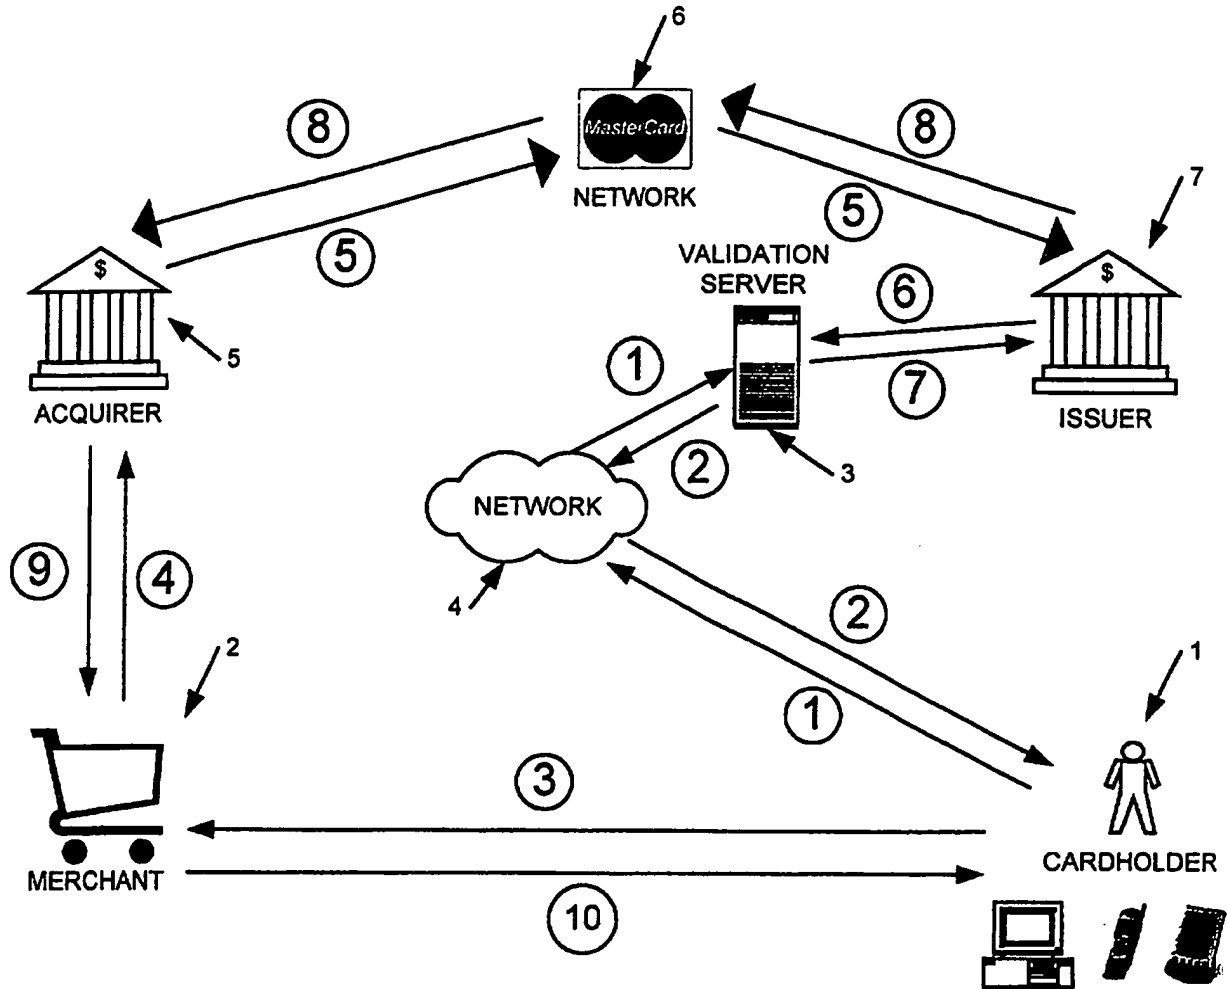 6
8
MasterCard
8
NETWORK
7
5
5
VALIDATION
SERVER
$
$
6
1
5
7
ACQUIRER
ISSUER
2
3
NETWORK
9
4
4
2
2
1
1
3
MERCHANT
CARDHOLDER
10